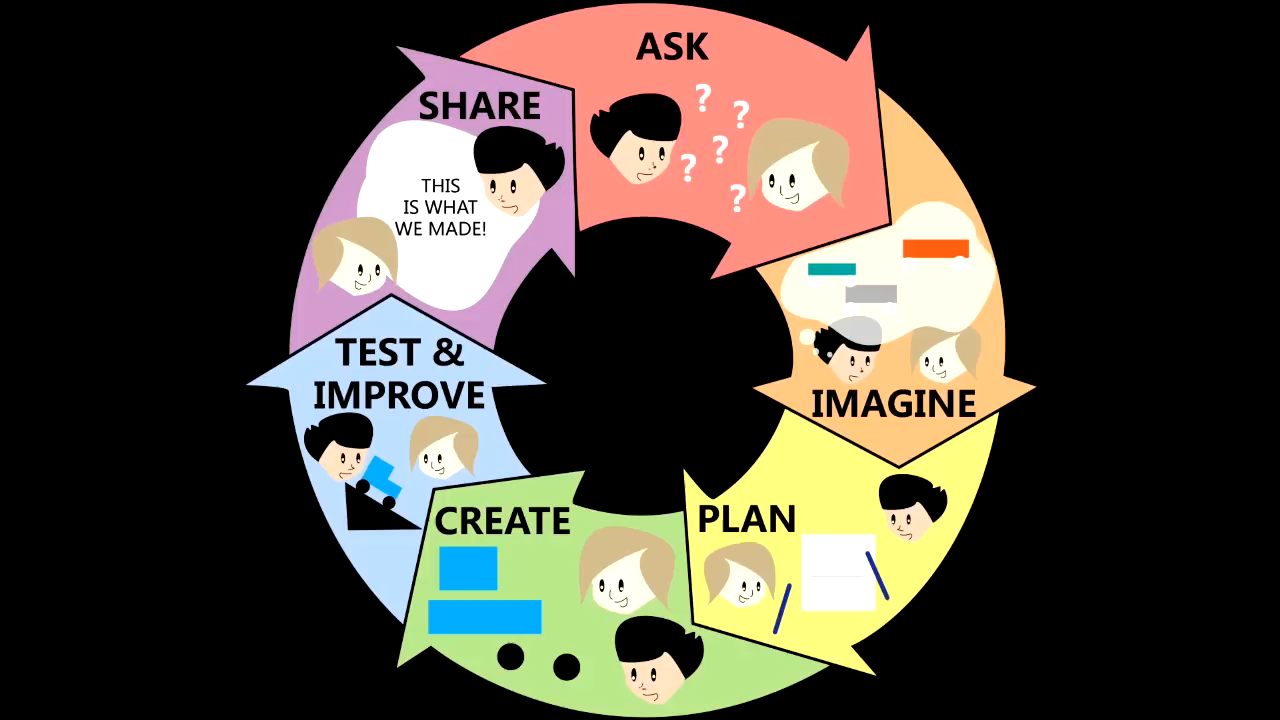 ASK
? ? ? ? ?
IMAGINE
PLAN
CREATE
TEST &
IMPROVE
SHARE
THIS
IS WHAT
WE MADE!